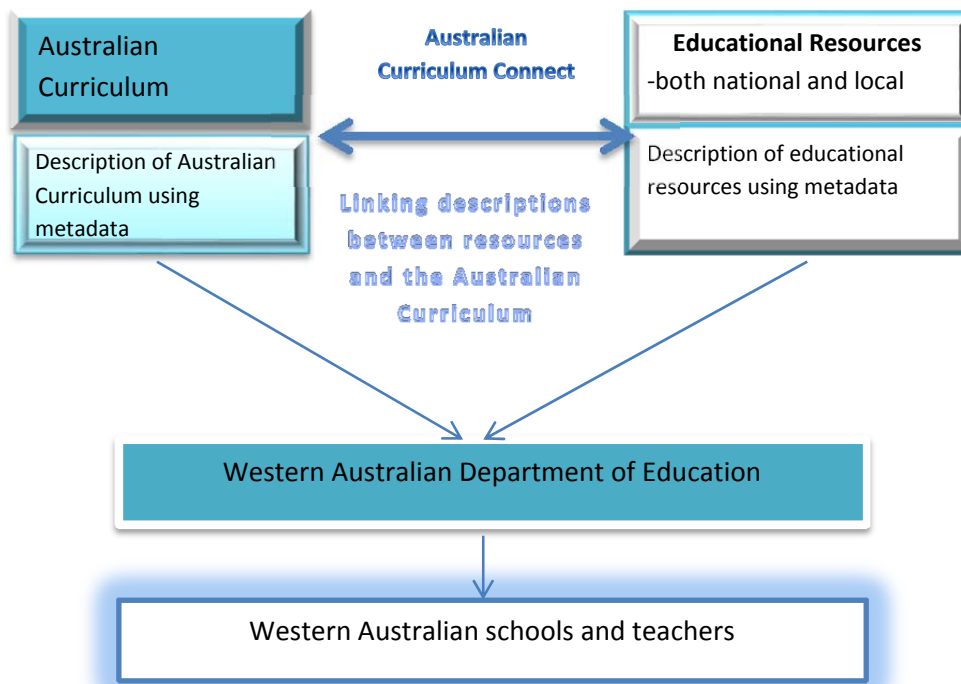 Australian
Curriculum
Description of Australian
Curriculum using
metadata
Australian
Curriculum Connect
Linking descriptions
between resources
and the Australian
Curriculum
Educational Resources
-both national and local
Description of educational
resources using metadata
Western Australian Department of Education
Western Australian schools and teachers